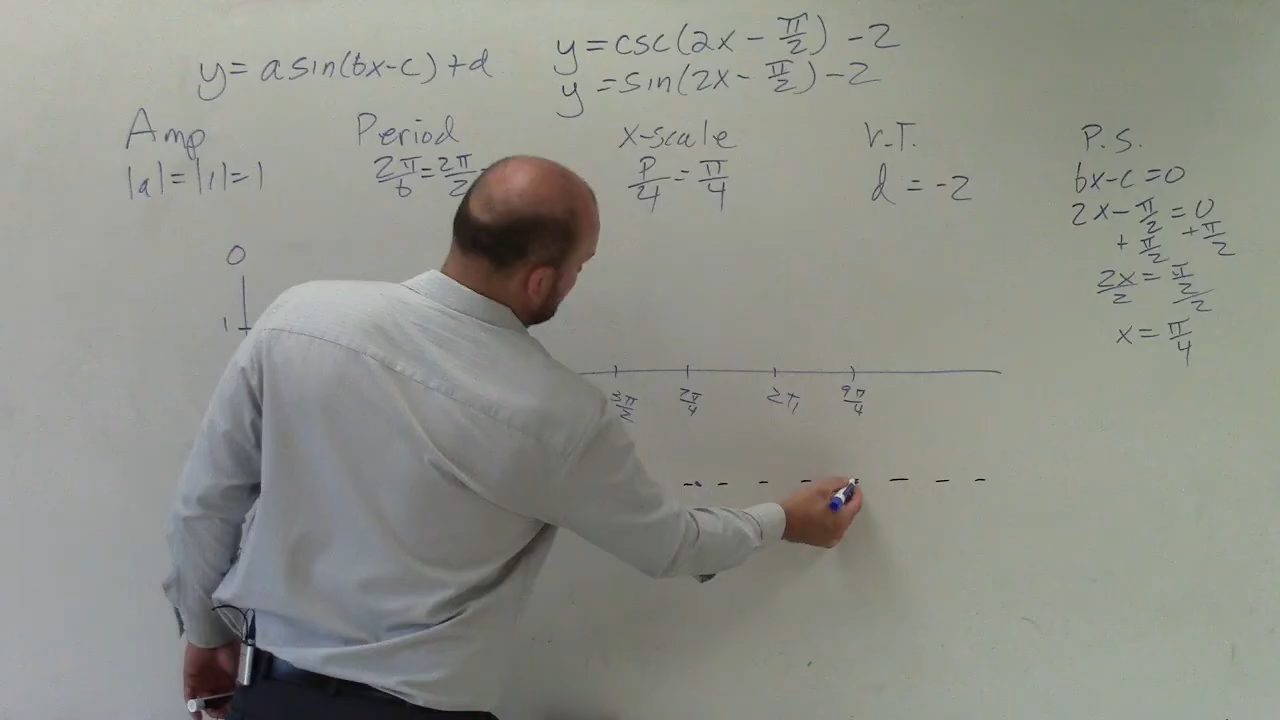 y = a sin(bx-c)+d
y = csc(2x - π/2) - 2
y = sin(2x - π/2) - 2
Amp
|a|=|1|=1
Period
2π/b = 2π/2
x-scale
P/4 = π/4
V.T.
d = -2
P.S.
bx-c=0
2x - π/2 = 0
+ π/2 + π/2
2x/2 = π/2/2
x = π/4
0
1
3π/2 7π/4 2π 9π/4